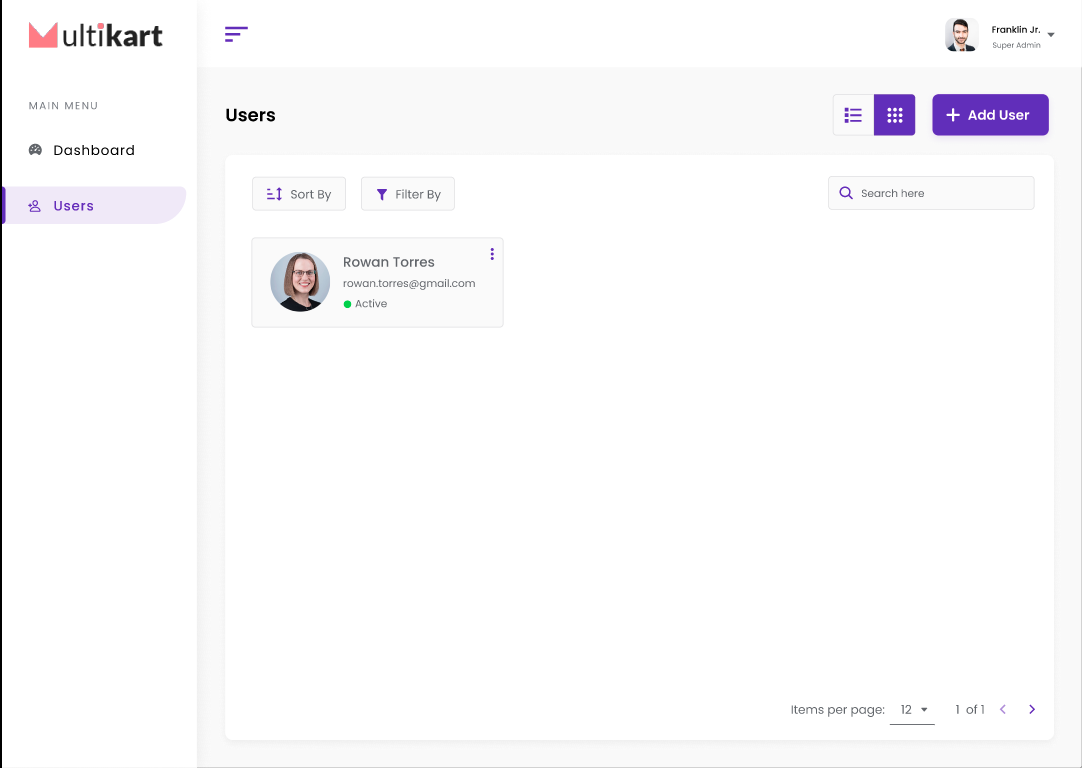 Multikart
Franklin Jr.
Super Admin
MAIN MENU
Dashboard
Users
Users
Add User
Sort By
Filter By
Search here
Rowan Torres
rowan.torres@gmail.com
Active
Items per page: 12 1 of 1